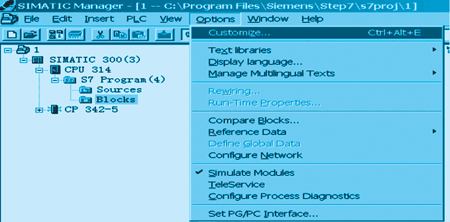 SIMATIC Manager - [1 -- C:\Program Files\Siemens\Step7\s7proj\1]
File Edit Insert PLC View Options Window Help
Customize... Ctrl+Alt+E
Text libraries
Display language...
Manage Multilingual Texts
Rewiring...
Run-Time Properties...
Compare Blocks...
Reference Data
Define Global Data
Configure Network
Simulate Modules
TeleService
Configure Process Diagnostics
Set PG/PC Interface...
1
SIMATIC 300(3)
CPU 314
S7 Program(4)
Sources
Blocks
CP 342-5